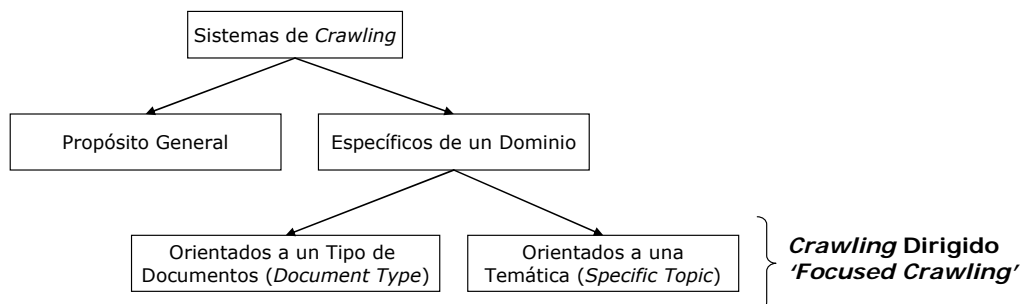 Sistemas de Crawling
Propósito General
Específicos de un Dominio
Orientados a un Tipo de
Documentos (Document Type)
Orientados a una
Temática (Specific Topic)
Crawling Dirigido
‘Focused Crawling’